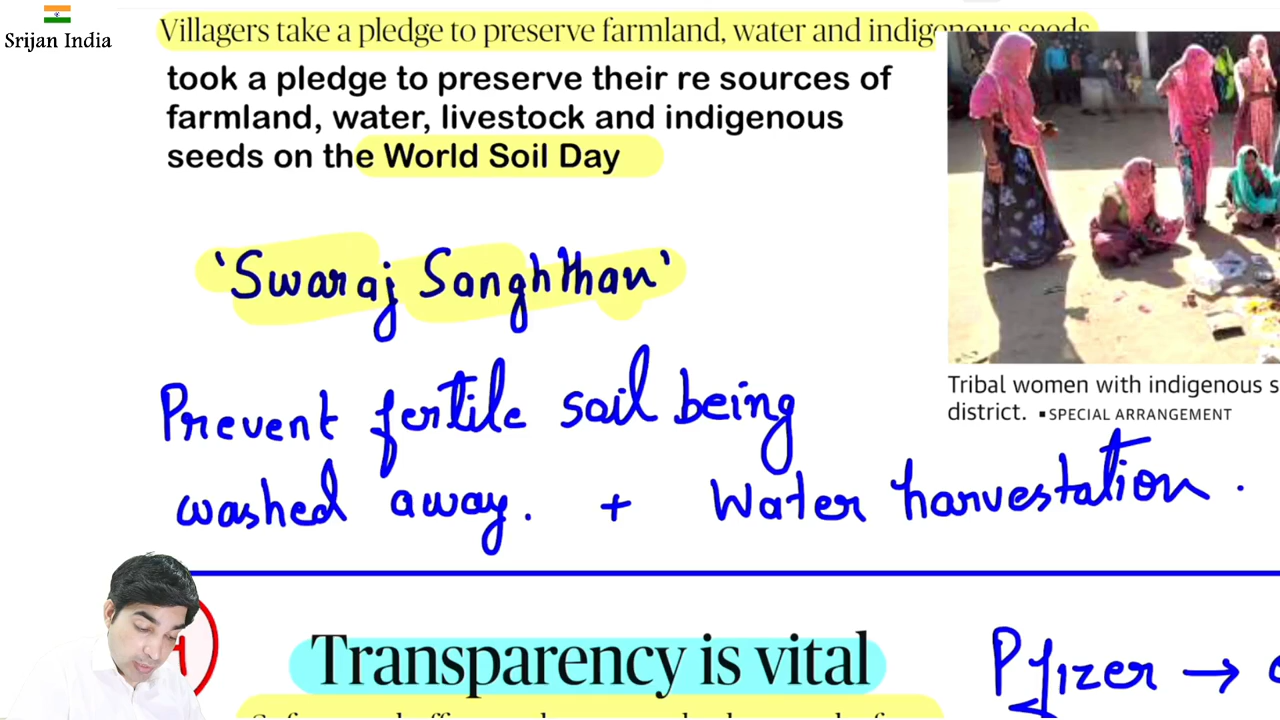 Srijan India
Villagers take a pledge to preserve farmland, water and indigenous seeds
took a pledge to preserve their re sources of
farmland, water, livestock and indigenous
seeds on the World Soil Day
'Swaraj Sanghthan'
Prevent fertile soil being
washed away. + Water harvestation.
Tribal women with indigenous s
district. ▪ SPECIAL ARRANGEMENT
Transparency is vital
Pfizer →